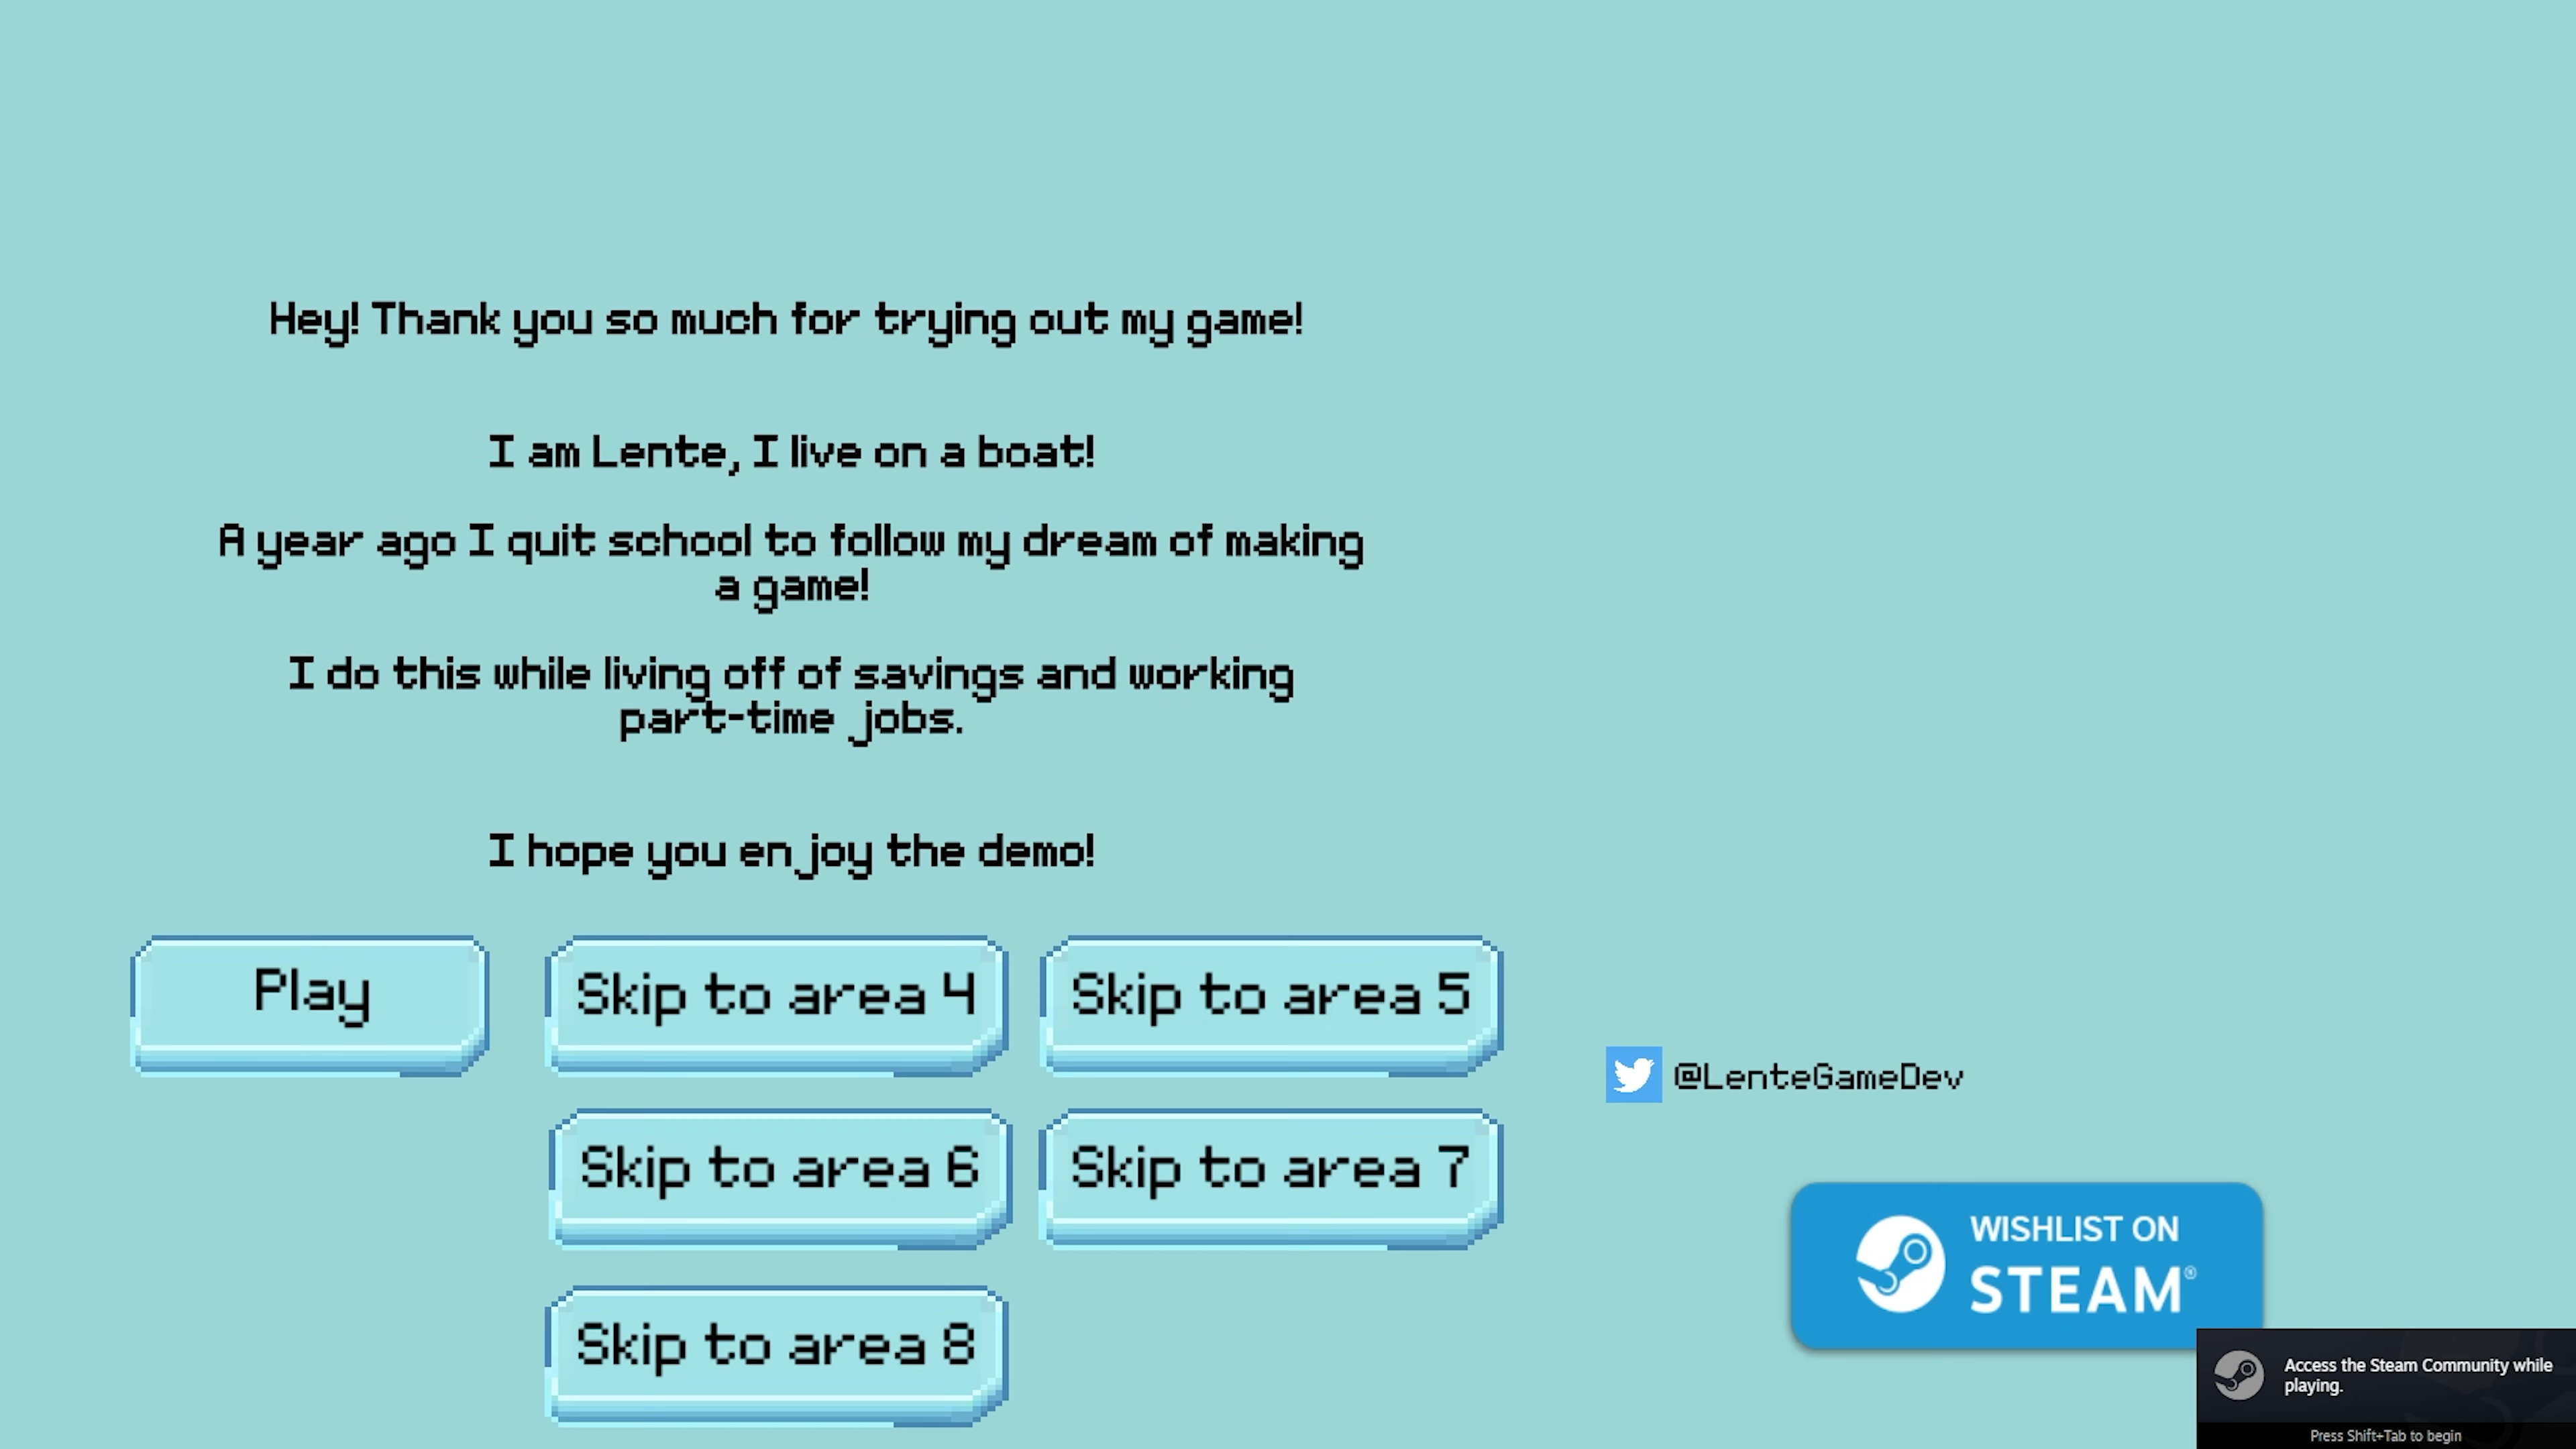 Hey! Thank you so much for trying out my game!
I am Lente, I live on a boat!
A year ago I quit school to follow my dream of making
a game!
I do this while living off of savings and working
part-time jobs.
I hope you enjoy the demo!
Play
Skip to area 4
Skip to area 5
Skip to area 6
Skip to area 7
Skip to area 8
@LenteGameDev
WISHLIST ON
STEAM®
Access the Steam Community while
playing.
Press Shift+Tab to begin